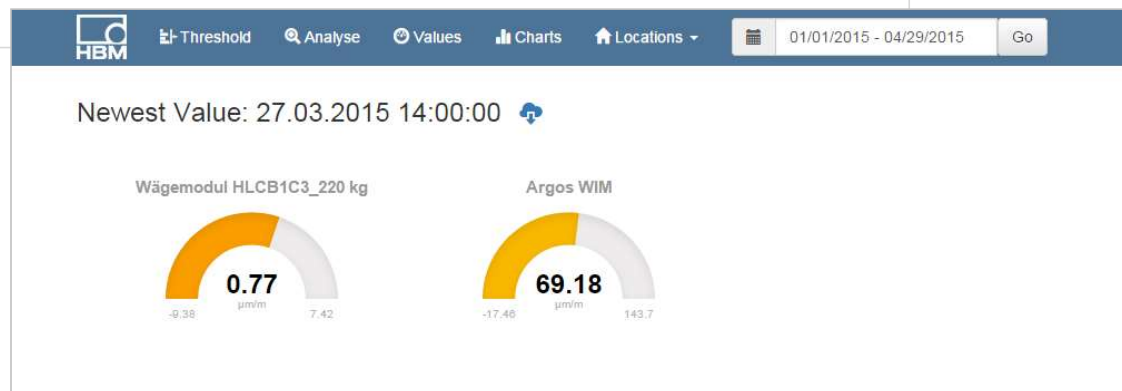 HBM Threshold Analyse Values Charts Locations 01/01/2015 - 04/29/2015 Go
Newest Value: 27.03.2015 14:00:00
Wägemodul HLCB1C3_220 kg
0.77
µm/m
-9.38 7.42
Argos WIM
69.18
µm/m
-17.46 143.7